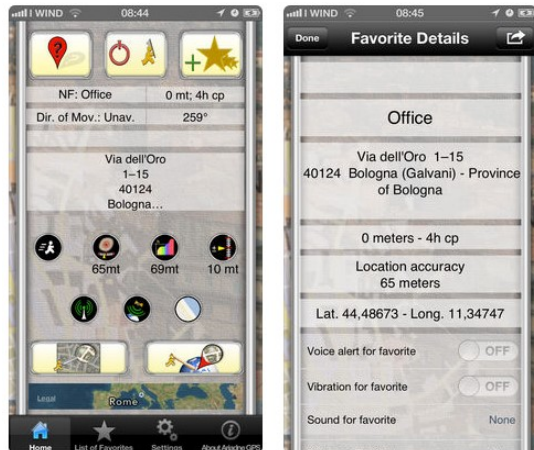 I WIND
08:44
NF: Office
0 mt; 4h cp
Dir. of Mov.: Unav.
259°
Via dell'Oro
1–15
40124
Bologna...
65mt
69mt
10 mt
Legal
Rome
Home
List of Favorites
Settings
About Ariadne GPS
I WIND
08:45
Done
Favorite Details
Office
Via dell'Oro 1–15
40124 Bologna (Galvani) - Province
of Bologna
0 meters - 4h cp
Location accuracy
65 meters
Lat. 44,48673 - Long. 11,34747
Voice alert for favorite
OFF
Vibration for favorite
OFF
Sound for favorite
None